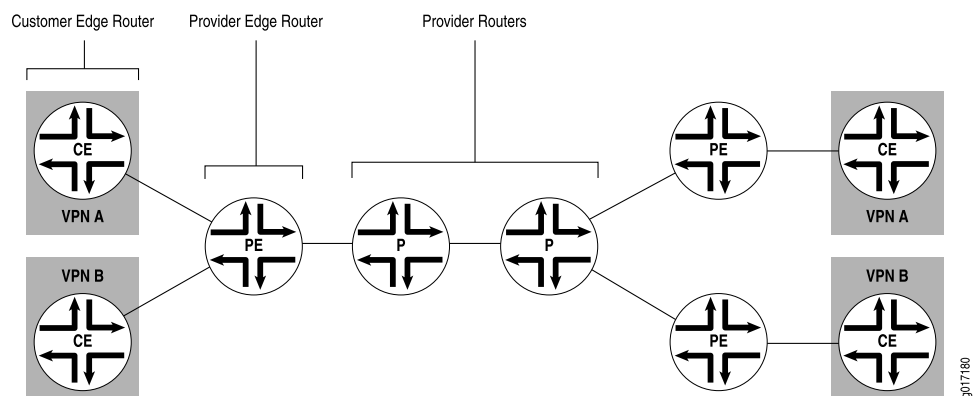 Customer Edge Router
Provider Edge Router
Provider Routers
CE
VPN A
PE
P
P
PE
CE
VPN A
VPN B
CE
PE
VPN B
CE
g017180